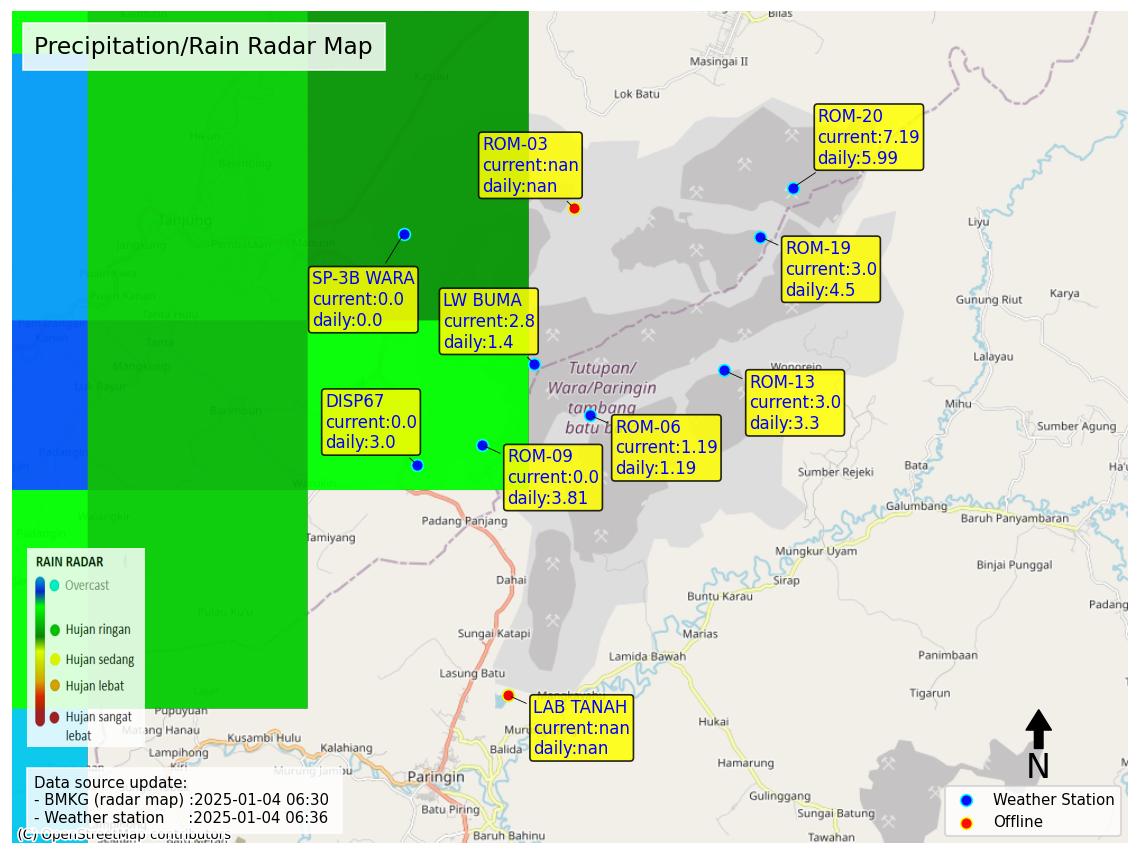 Precipitation/Rain Radar Map
Bilas
Masingai II
Lok Batu
ROM-20
current:7.19
daily:5.99
ROM-03
current:nan
daily:nan
Tanjung
Liyu
ROM-19
current:3.0
daily:4.5
SP-3B WARA
current:0.0
daily:0.0
LW BUMA
current:2.8
daily:1.4
Karya
Gunung Riut
Lalayau
Tutupan/
Wara/Paringin
tambang
batu b
Wonorejo
ROM-13
current:3.0
daily:3.3
DISP67
current:0.0
daily:3.0
Mihu
ROM-06
current:1.19
daily:1.19
Sumber Agung
ROM-09
current:0.0
daily:3.81
Bata
Sumber Rejeki
Ha'u
Galumbang
Baruh Panyambaran
Padang Panjang
Tamiyang
Mungkur Uyam
Binjai Punggal
Dahai
Sirap
Buntu Karau
Padang
RAIN RADAR
Overcast
Hujan ringan
Hujan sedang
Hujan lebat
Hujan sangat
lebat
Sungai Katapi
Marias
Lamida Bawah
Panimbaan
Lasung Batu
Tigarun
LAB TANAH
current:nan
daily:nan
Pupuyuan
Matang Hanau
Hukai
Kusambi Hulu
Kalahiang
Balida
Lampihong
Hamarung
Murung Jambu
Paringin
N
Data source update:
- BMKG (radar map) :2025-01-04 06:30
- Weather station :2025-01-04 06:36
Gulinggang
Batu Piring
Sungai Batung
Baruh Bahinu
Tawahan
Weather Station
Offline
(C) OpenStreetMap contributors